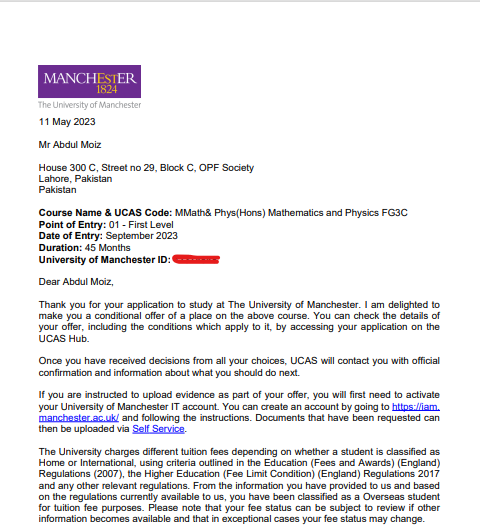 MANCHESTER
1824
The University of Manchester
11 May 2023
Mr Abdul Moiz
House 300 C, Street no 29, Block C, OPF Society
Lahore, Pakistan
Pakistan
Course Name & UCAS Code: MMath& Phys(Hons) Mathematics and Physics FG3C
Point of Entry: 01 - First Level
Date of Entry: September 2023
Duration: 45 Months
University of Manchester ID:
Dear Abdul Moiz,
Thank you for your application to study at The University of Manchester. I am delighted to
make you a conditional offer of a place on the above course. You can check the details of
your offer, including the conditions which apply to it, by accessing your application on the
UCAS Hub.
Once you have received decisions from all your choices, UCAS will contact you with official
confirmation and information about what you should do next.
If you are instructed to upload evidence as part of your offer, you will first need to activate
your University of Manchester IT account. You can create an account by going to https://iam.
manchester.ac.uk/ and following the instructions. Documents that have been requested can
then be uploaded via Self Service.
The University charges different tuition fees depending on whether a student is classified as
Home or International, using criteria outlined in the Education (Fees and Awards) (England)
Regulations (2007), the Higher Education (Fee Limit Condition) (England) Regulations 2017
and any other relevant regulations. From the information you have provided to us and based
on the regulations currently available to us, you have been classified as a Overseas student
for tuition fee purposes. Please note that your fee status can be subject to review if other
information becomes available and that in exceptional cases your fee status may change.